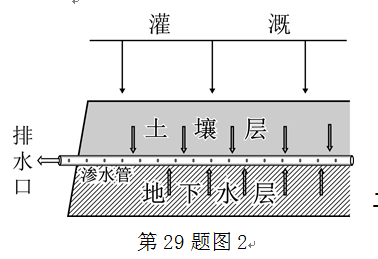 灌 溉
土 壤 层
排水口
渗水管
地 下 水 层
第 29 题图 2